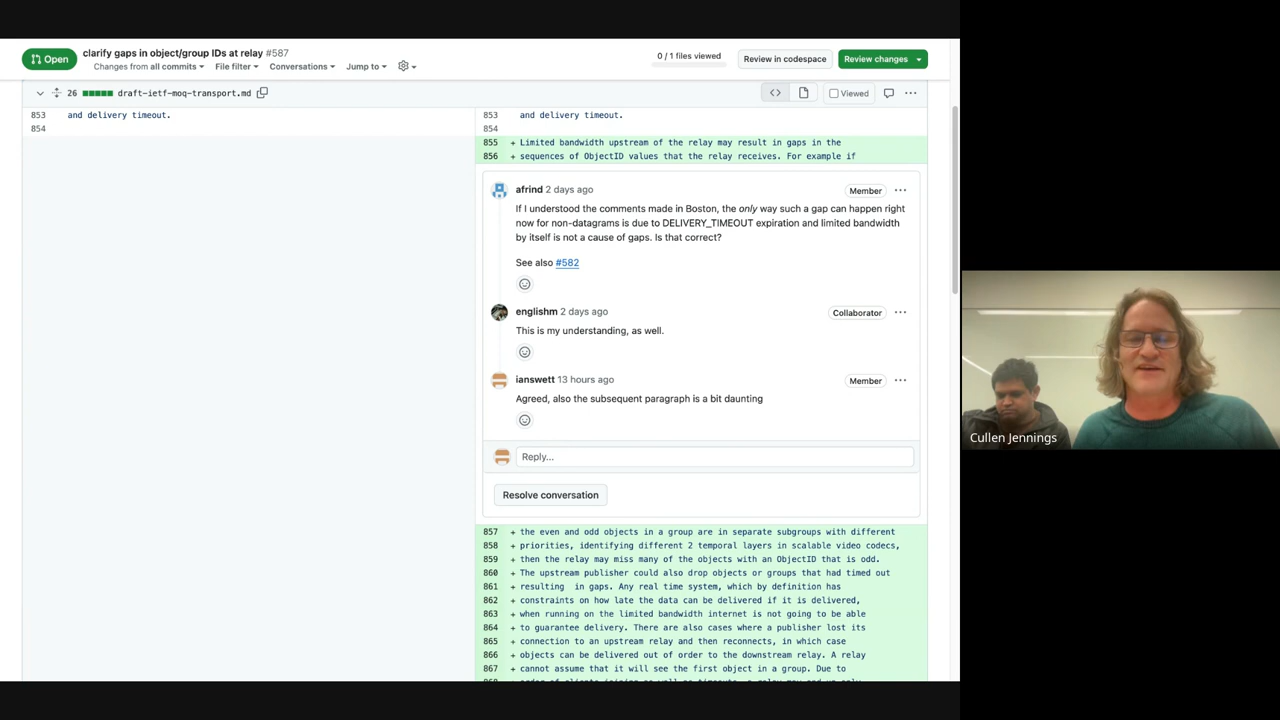 Open
clarify gaps in object/group IDs at relay #587
Changes from all commits
File filter
Conversations
Jump to
0 / 1 files viewed
Review in codespace
Review changes
26
draft-ietf-moq-transport.md
Viewed
853 and delivery timeout.
854
853 and delivery timeout.
854
855 + Limited bandwidth upstream of the relay may result in gaps in the
856 + sequences of ObjectID values that the relay receives. For example if
afrind 2 days ago
Member
If I understood the comments made in Boston, the only way such a gap can happen right
now for non-datagrams is due to DELIVERY_TIMEOUT expiration and limited bandwidth
by itself is not a cause of gaps. Is that correct?
See also #582
englishm 2 days ago
Collaborator
This is my understanding, as well.
ianswett 13 hours ago
Member
Agreed, also the subsequent paragraph is a bit daunting
Reply...
Resolve conversation
857 + the even and odd objects in a group are in separate subgroups with different
858 + priorities, identifying different 2 temporal layers in scalable video codecs,
859 + then the relay may miss many of the objects with an ObjectID that is odd.
860 + The upstream publisher could also drop objects or groups that had timed out
861 + resulting  in gaps. Any real time system, which by definition has
862 + constraints on how late the data can be delivered if it is delivered,
863 + when running on the limited bandwidth internet is not going to be able
864 + to guarantee delivery. There are also cases where a publisher lost its
865 + connection to an upstream relay and then reconnects, in which case
866 + objects can be delivered out of order to the downstream relay. A relay
867 + cannot assume that it will see the first object in a group. Due to
Cullen Jennings